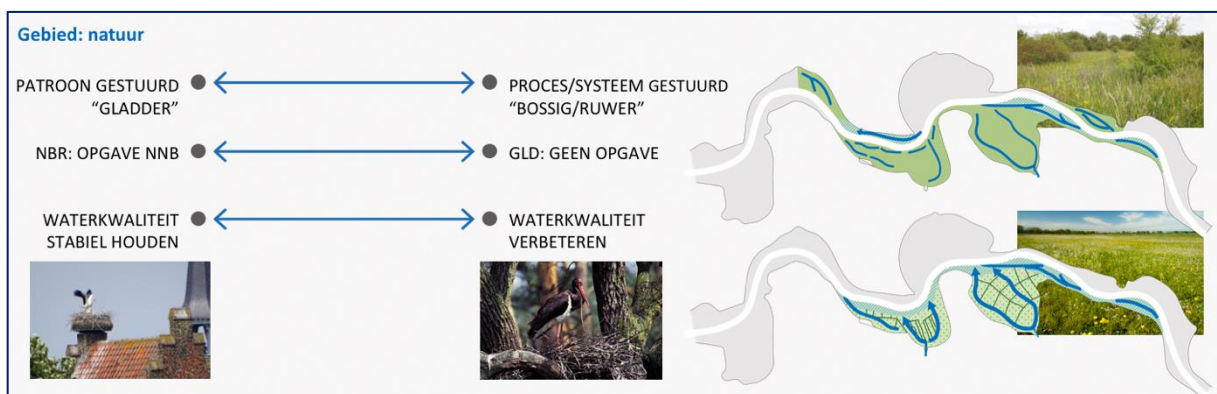 Gebied: natuur
PATROON GESTUURD
“GLADDER”
PROCES/SYSTEEM GESTUURD
“BOSSIG/RUWER”
NBR: OPGAVE NNB
GLD: GEEN OPGAVE
WATERKWALITEIT
STABIEL HOUDEN
WATERKWALITEIT
VERBETEREN